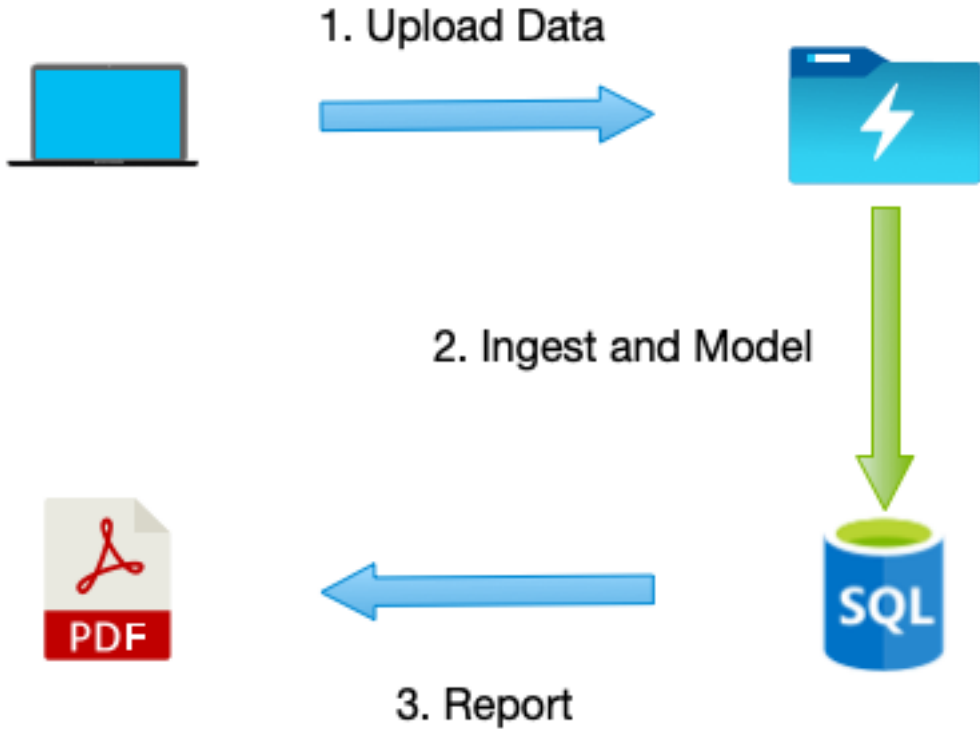 1. Upload Data
2. Ingest and Model
SQL
PDF
3. Report